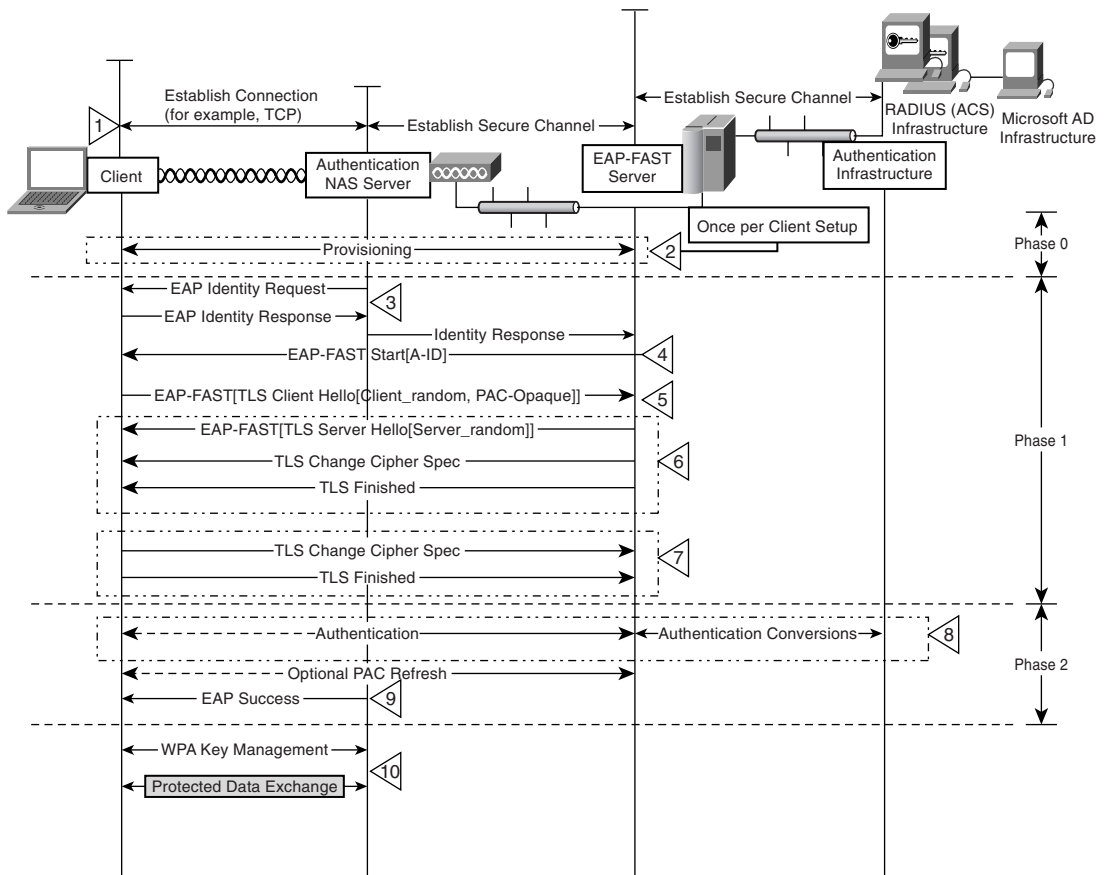 Establish Connection
(for example, TCP)
1
Establish Secure Channel
Establish Secure Channel
RADIUS (ACS)
Infrastructure
Microsoft AD
Infrastructure
Client
Authentication
NAS Server
EAP-FAST
Server
Authentication
Infrastructure
Once per Client Setup
Provisioning
2
Phase 0
EAP Identity Request
3
EAP Identity Response
Identity Response
EAP-FAST Start[A-ID]
4
EAP-FAST[TLS Client Hello[Client_random, PAC-Opaque]]
5
EAP-FAST[TLS Server Hello[Server_random]]
Phase 1
TLS Change Cipher Spec
6
TLS Finished
TLS Change Cipher Spec
7
TLS Finished
Authentication
Authentication Conversions
8
Phase 2
Optional PAC Refresh
EAP Success
9
WPA Key Management
10
Protected Data Exchange